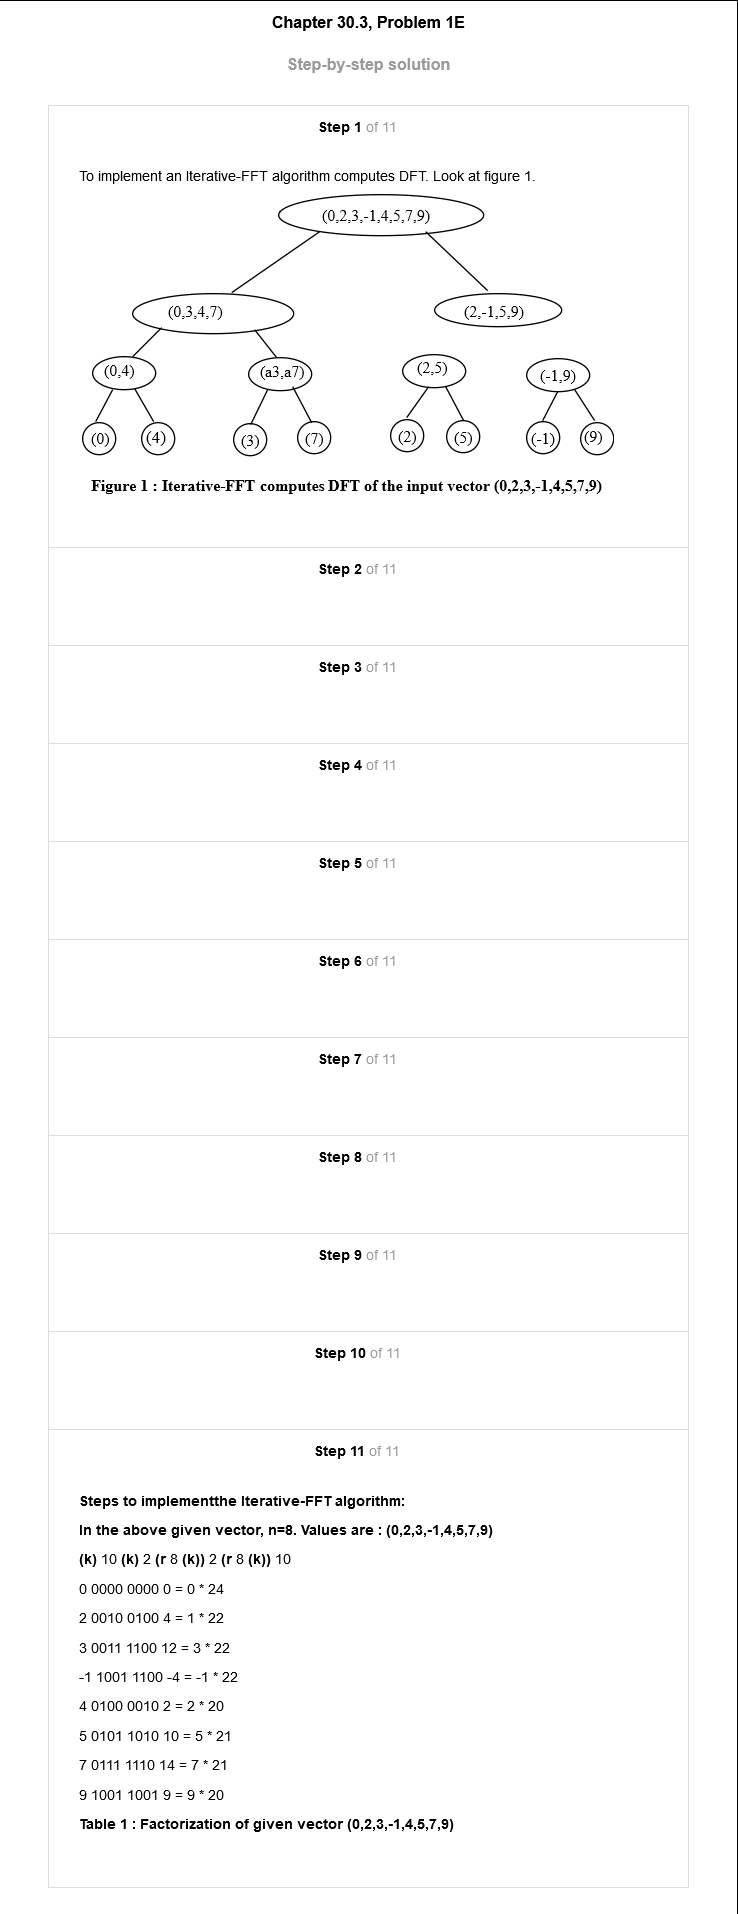 Chapter 30.3, Problem 1E
Step-by-step solution
Step 1 of 11
To implement an Iterative-FFT algorithm computes DFT. Look at figure 1.
(0,2,3,-1,4,5,7,9)
(0,3,4,7) (2,-1,5,9)
(0,4) (a3,a7) (2,5) (-1,9)
(0) (4) (3) (7) (2) (5) (-1) (9)
Figure 1 : Iterative-FFT computes DFT of the input vector (0,2,3,-1,4,5,7,9)
Step 2 of 11
Step 3 of 11
Step 4 of 11
Step 5 of 11
Step 6 of 11
Step 7 of 11
Step 8 of 11
Step 9 of 11
Step 10 of 11
Step 11 of 11
Steps to implementthe Iterative-FFT algorithm:
In the above given vector, n=8. Values are : (0,2,3,-1,4,5,7,9)
(k) 10 (k) 2 (r 8 (k)) 2 (r 8 (k)) 10
0 0000 0000 0 = 0 * 24
2 0010 0100 4 = 1 * 22
3 0011 1100 12 = 3 * 22
-1 1001 1100 -4 = -1 * 22
4 0100 0010 2 = 2 * 20
5 0101 1010 10 = 5 * 21
7 0111 1110 14 = 7 * 21
9 1001 1001 9 = 9 * 20
Table 1 : Factorization of given vector (0,2,3,-1,4,5,7,9)